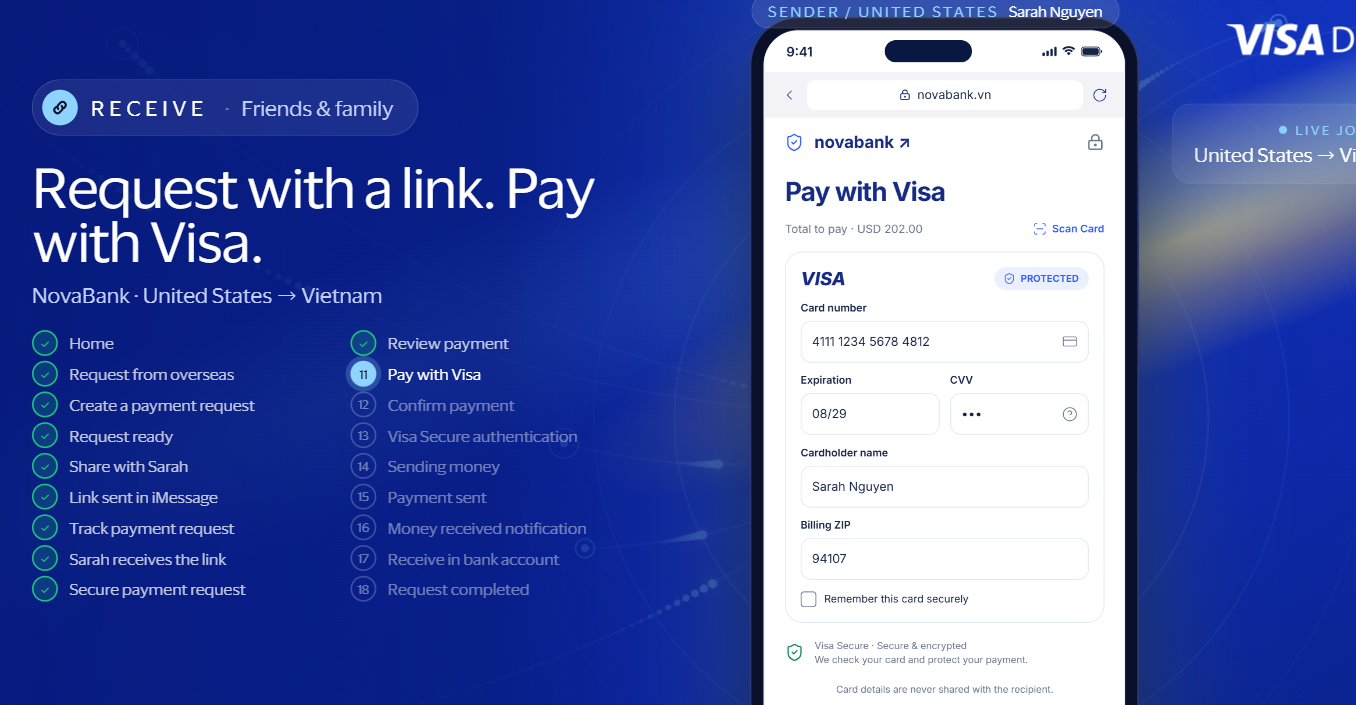 SENDER / UNITED STATES Sarah Nguyen
VISA D
RECEIVE · Friends & family
Request with a link. Pay
with Visa.
NovaBank · United States → Vietnam
Home
Request from overseas
Create a payment request
Request ready
Share with Sarah
Link sent in iMessage
Track payment request
Sarah receives the link
Secure payment request
Review payment
11 Pay with Visa
12 Confirm payment
13 Visa Secure authentication
14 Sending money
15 Payment sent
16 Money received notification
17 Receive in bank account
18 Request completed
9:41
novabank.vn
novabank
Pay with Visa
Total to pay · USD 202.00 Scan Card
VISA PROTECTED
Card number
4111 1234 5678 4812
Expiration CVV
08/29 •••
Cardholder name
Sarah Nguyen
Billing ZIP
94107
Remember this card securely
Visa Secure · Secure & encrypted
We check your card and protect your payment.
Card details are never shared with the recipient.
LIVE JO
United States → Vi